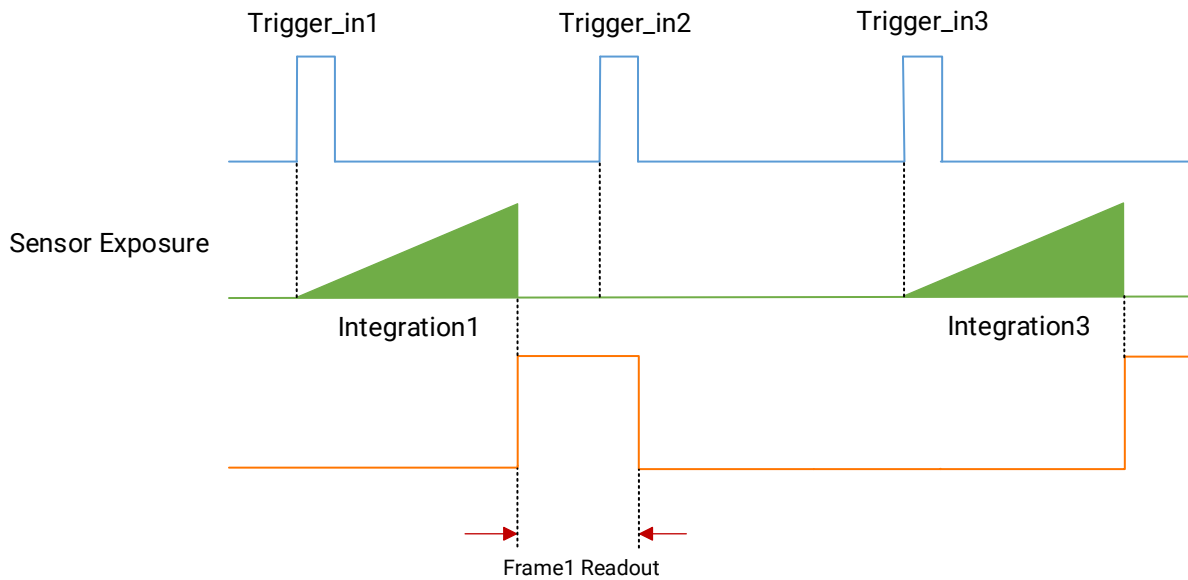 Trigger_in1
Trigger_in2
Trigger_in3
Sensor Exposure
Integration1
Integration3
Frame1 Readout